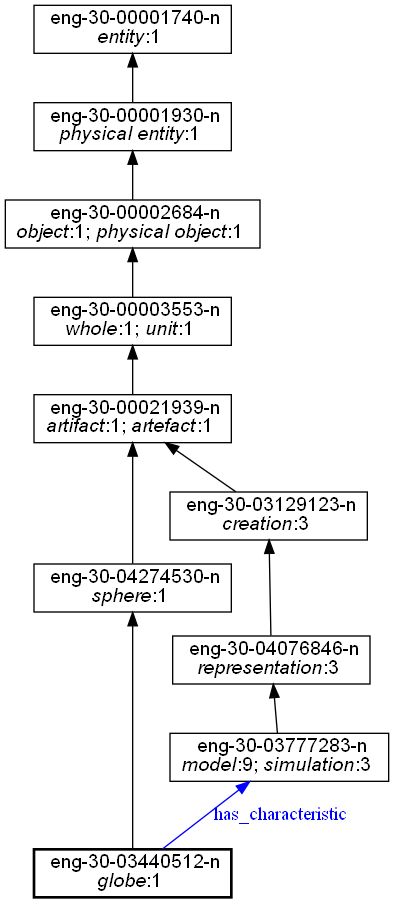 eng-30-00001740-n
entity:1
eng-30-00001930-n
physical entity:1
eng-30-00002684-n
object:1; physical object:1
eng-30-00003553-n
whole:1; unit:1
eng-30-00021939-n
artifact:1; artefact:1
eng-30-03129123-n
creation:3
eng-30-04274530-n
sphere:1
eng-30-04076846-n
representation:3
eng-30-03777283-n
model:9; simulation:3
has_characteristic
eng-30-03440512-n
globe:1